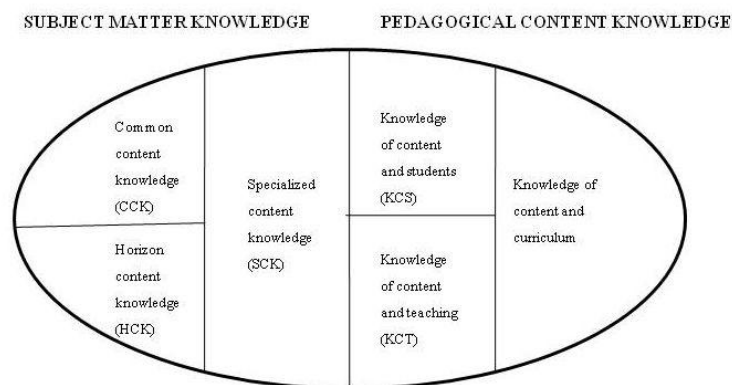 SUBJECT MATTER KNOWLEDGE
PEDAGOGICAL CONTENT KNOWLEDGE
Common
content
knowledge
(CCK)
Horizon
content
knowledge
(HCK)
Specialized
content
knowledge
(SCK)
Knowledge
of content
and students
(KCS)
Knowledge
of content
and teaching
(KCT)
Knowledge of
content and
curriculum